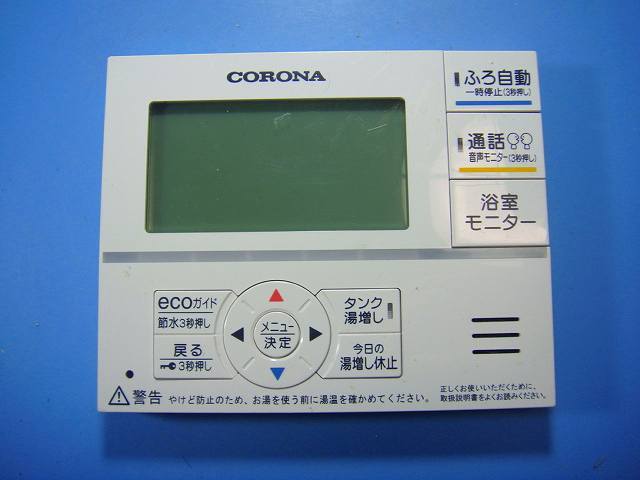 CORONA
ふろ自動
一時停止(3秒押し)
通話
音声モニター(3秒押し)
浴室
モニター
ecoガイド
節水3秒押し
戻る
3秒押し
メニュー
決定
タンク
湯増し
今日の
湯増し休止
警告 やけど防止のため、お湯を使う前に湯温を確かめてください。
正しくお使いいただくために、
取扱説明書をよくお読みください。